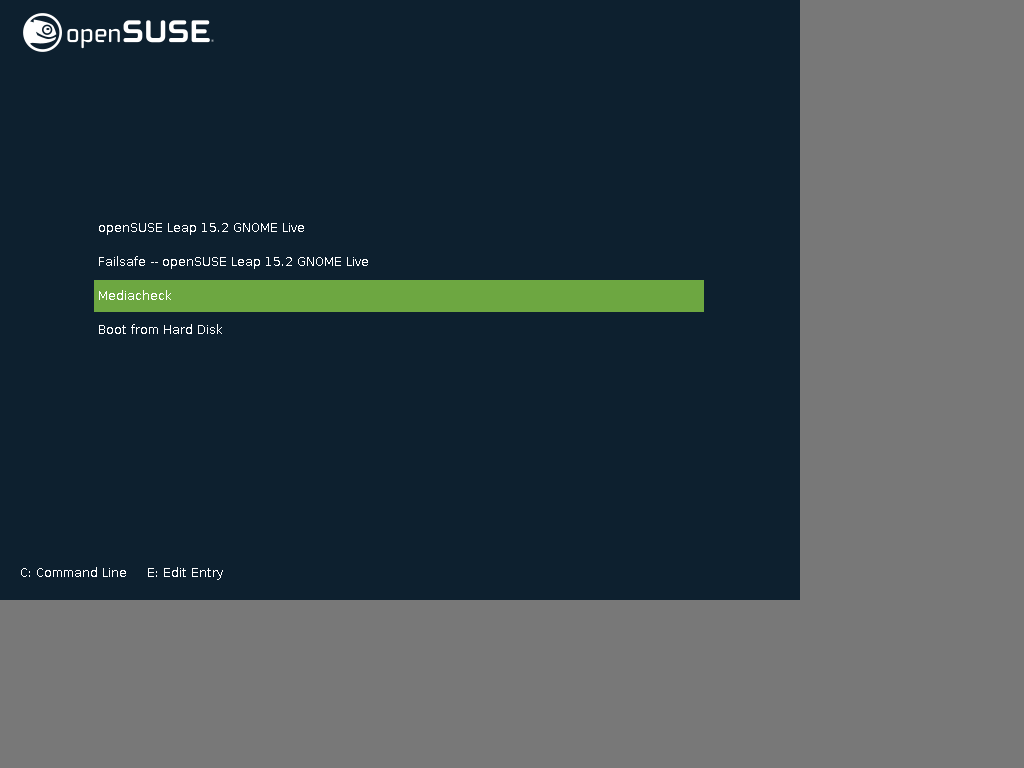 openSUSE.
openSUSE Leap 15.2 GNOME Live
Failsafe -- openSUSE Leap 15.2 GNOME Live
Mediacheck
Boot from Hard Disk
C: Command Line E: Edit Entry